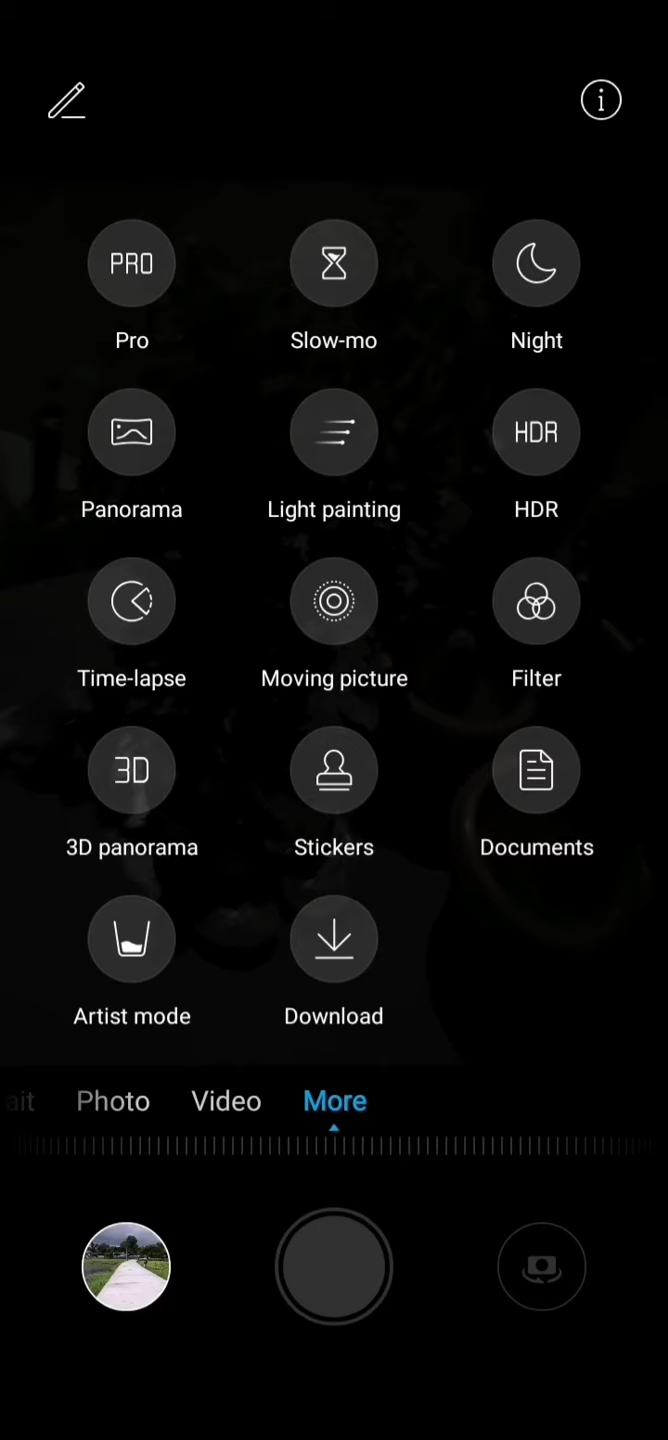 PRO
HDR
3D
Pro Slow-mo Night
Panorama Light painting HDR
Time-lapse Moving picture Filter
3D panorama Stickers Documents
Artist mode Download
Photo Video More